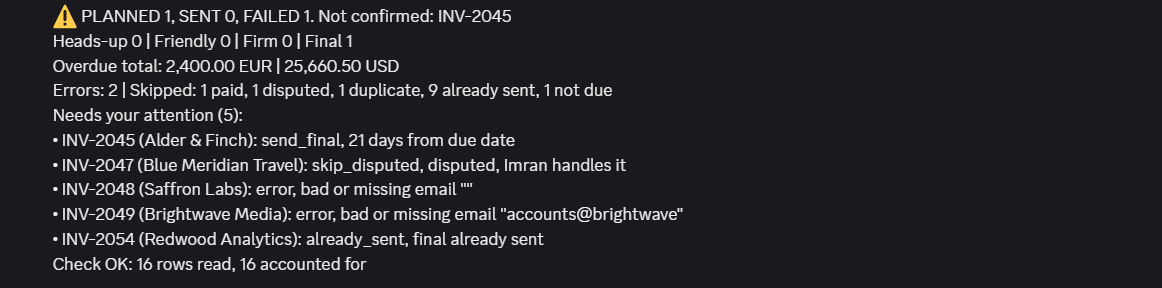 ⚠️ PLANNED 1, SENT 0, FAILED 1. Not confirmed: INV-2045
Heads-up 0 | Friendly 0 | Firm 0 | Final 1
Overdue total: 2,400.00 EUR | 25,660.50 USD
Errors: 2 | Skipped: 1 paid, 1 disputed, 1 duplicate, 9 already sent, 1 not due
Needs your attention (5):
• INV-2045 (Alder & Finch): send_final, 21 days from due date
• INV-2047 (Blue Meridian Travel): skip_disputed, disputed, Imran handles it
• INV-2048 (Saffron Labs): error, bad or missing email ""
• INV-2049 (Brightwave Media): error, bad or missing email "accounts@brightwave"
• INV-2054 (Redwood Analytics): already_sent, final already sent
Check OK: 16 rows read, 16 accounted for